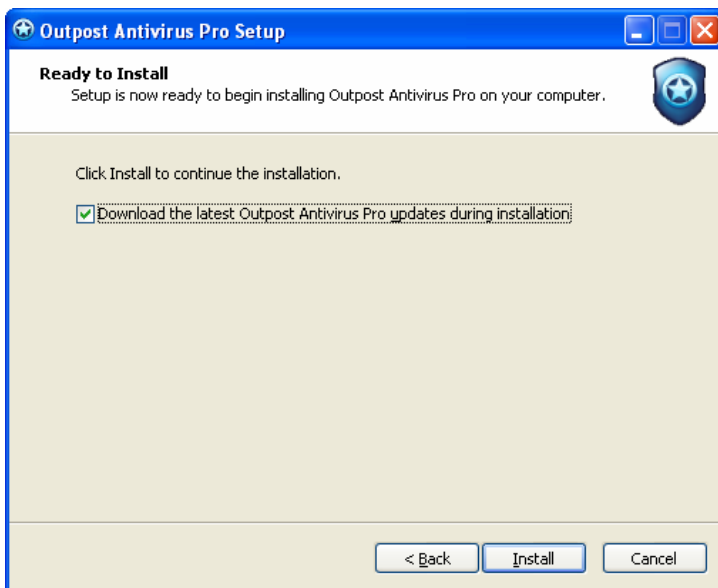 Outpost Antivirus Pro Setup
Ready to Install
Setup is now ready to begin installing Outpost Antivirus Pro on your computer.
Click Install to continue the installation.
Download the latest Outpost Antivirus Pro updates during installation
< Back
Install
Cancel